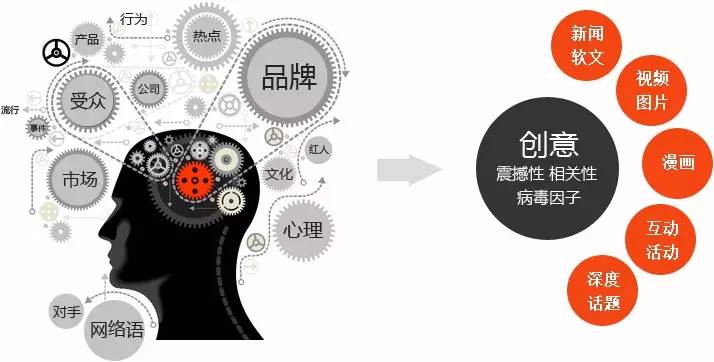 行为
产品
热点
品牌
受众
公司
流行
事件
红人
市场
文化
心理
对手
网络语
创意
震撼性 相关性
病毒因子
新闻
软文
视频
图片
漫画
互动
活动
深度
话题